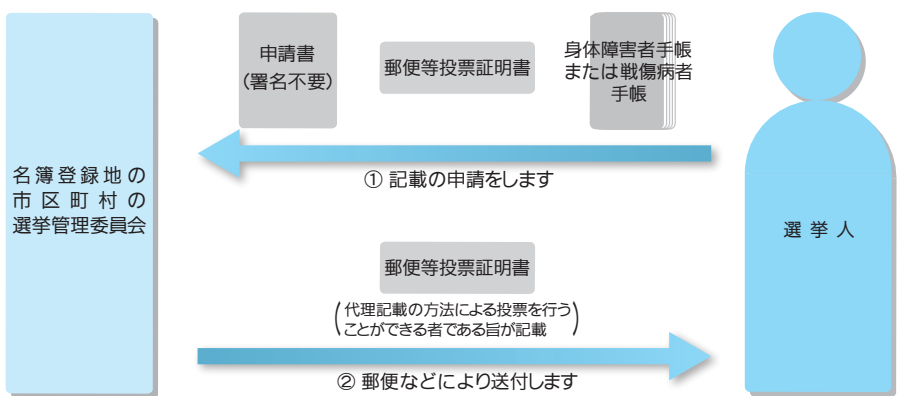 申請書
(署名不要)
郵便等投票証明書
身体障害者手帳
または戦傷病者
手帳
① 記載の申請をします
名簿登録地の
市区町村の
選挙管理委員会
選挙人
郵便等投票証明書
(代理記載の方法による投票を行う
ことができる者である旨が記載)
② 郵便などにより送付します